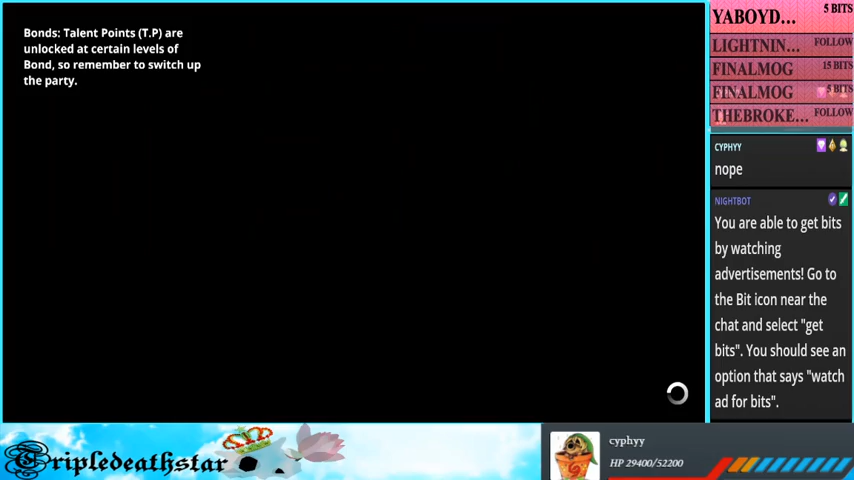 Bonds: Talent Points (T.P) are
unlocked at certain levels of
Bond, so remember to switch up
the party.
YABOYD... 5 BITS
LIGHTNIN... FOLLOW
FINALMOG 15 BITS
FINALMOG 5 BITS
THEBROKE... FOLLOW
CYPHYY
nope
NIGHTBOT
You are able to get bits
by watching
advertisements! Go to
the Bit icon near the
chat and select "get
bits". You should see an
option that says "watch
ad for bits".
Tripledeathstar
cyphyy
HP 29400/52200